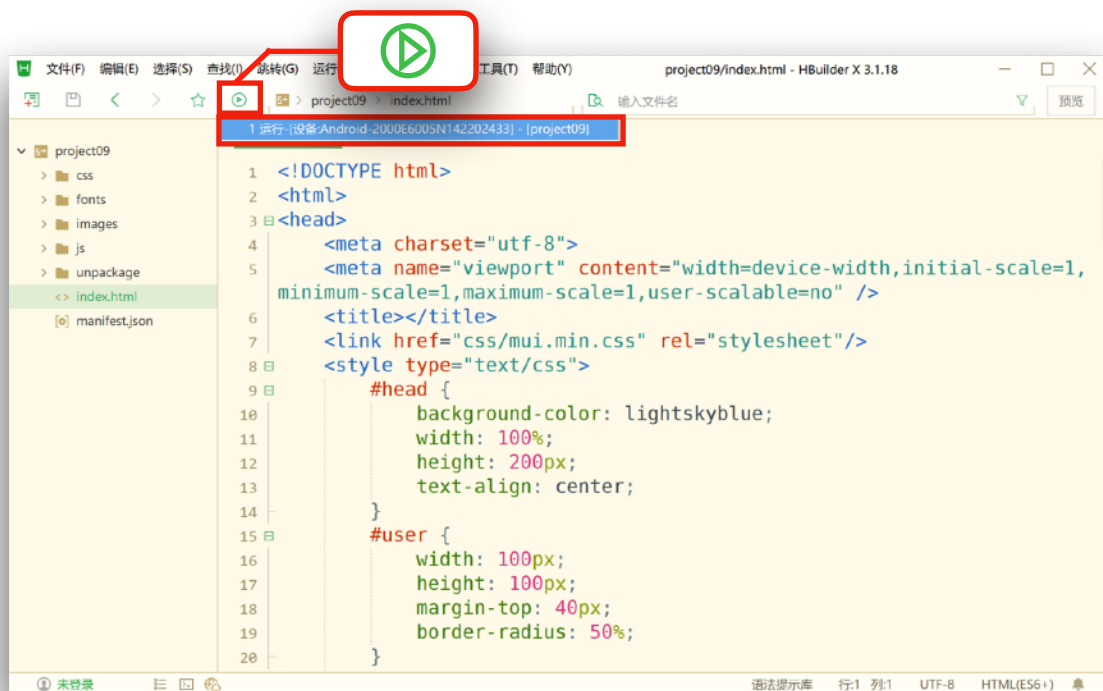 文件(F) 编辑(E) 选择(S) 查找(I) 跳转(G) 运行 工具(T) 帮助(Y) project09/index.html - HBuilder X 3.1.18
project09 > index.html 输入文件名 预览
1 运行-[设备:Android-2000E6005N142202433] - [project09]
project09
css
fonts
images
js
unpackage
<> index.html
[o] manifest.json
1 <!DOCTYPE html>
2 <html>
3 <head>
4 <meta charset="utf-8">
5 <meta name="viewport" content="width=device-width,initial-scale=1,
minimum-scale=1,maximum-scale=1,user-scalable=no" />
6 <title></title>
7 <link href="css/mui.min.css" rel="stylesheet"/>
8 <style type="text/css">
9 #head {
10 background-color: lightskyblue;
11 width: 100%;
12 height: 200px;
13 text-align: center;
14 }
15 #user {
16 width: 100px;
17 height: 100px;
18 margin-top: 40px;
19 border-radius: 50%;
20 }
未登录 语法提示库 行:1 列:1 UTF-8 HTML(ES6+)